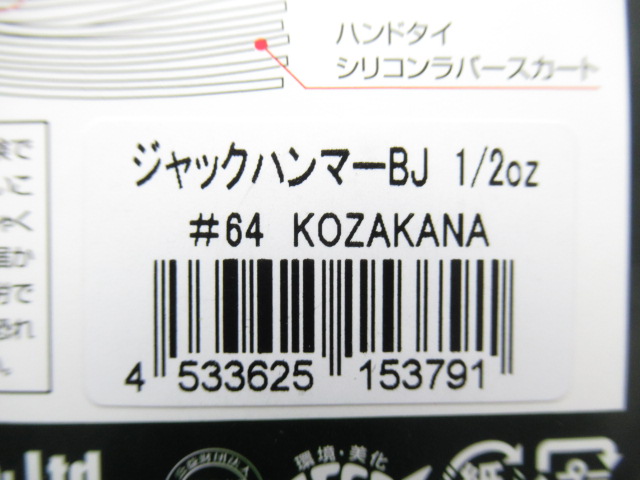 ハンドタイ
シリコンラバースカート
ジャックハンマーBJ 1/2oz
#64 KOZAKANA
4 533625 153791
環境・美化
Ltd